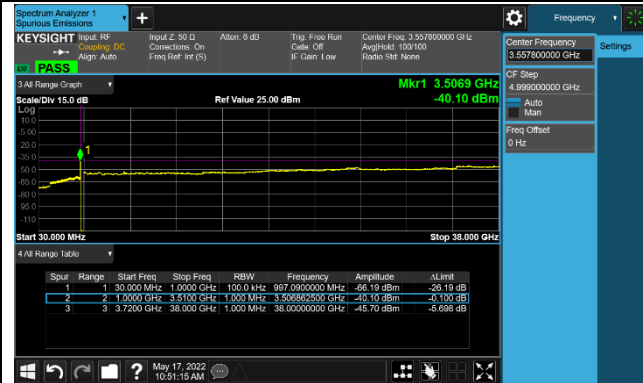 Spectrum Analyzer 1
Spurious Emissions
Frequency
KEYSIGHT
Input: RF
Coupling: DC
Align: Auto
Input Z: 50 Ω
Corrections: On
Freq Ref: Int (S)
Atten: 6 dB
Trig: Free Run
Gate: Off
IF Gain: Low
Center Freq: 3.557800000 GHz
Avg|Hold: 100/100
Radio Std: None
PASS
Center Frequency
3.557800000 GHz
Settings
CF Step
4.999000000 GHz
Auto
Man
Freq Offset
0 Hz
3 All Range Graph
Mkr1 3.5069 GHz
Scale/Div 15.0 dB
Ref Value 25.00 dBm
-40.10 dBm
Log
10.0
-5.00
-20.0
-35.0
-50.0
-65.0
-80.0
-95.0
-110
1
Start 30.000 MHz
Stop 38.000 GHz
4 All Range Table
Spur Range Start Freq Stop Freq RBW Frequency Amplitude ΔLimit
1 1 30.000 MHz 1.0000 GHz 100.0 kHz 997.0900000 MHz -66.19 dBm -26.19 dB
2 2 1.0000 GHz 3.5100 GHz 1.000 MHz 3.506862500 GHz -40.10 dBm -0.100 dB
3 3 3.7200 GHz 38.000 GHz 1.000 MHz 38.00000000 GHz -45.70 dBm -5.698 dB
?
May 17, 2022
10:51:15 AM